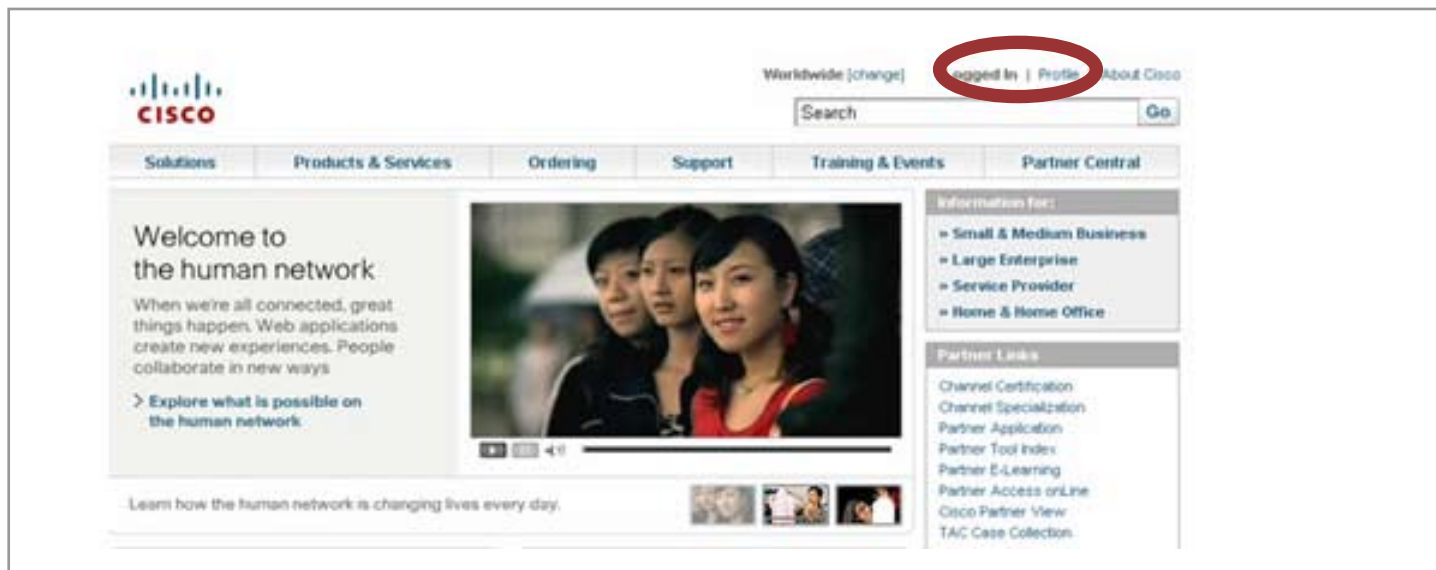 Worldwide [change] ogged In | Profile About Cisco
CISCO
Search Go
Solutions Products & Services Ordering Support Training & Events Partner Central
Welcome to
the human network
When we're all connected, great
things happen. Web applications
create new experiences. People
collaborate in new ways
> Explore what is possible on
the human network
Learn how the human network is changing lives every day.
Information for:
» Small & Medium Business
» Large Enterprise
» Service Provider
» Home & Home Office
Partner Links
Channel Certification
Channel Specialization
Partner Application
Partner Tool Index
Partner E-Learning
Partner Access onLine
Cisco Partner View
TAC Case Collection